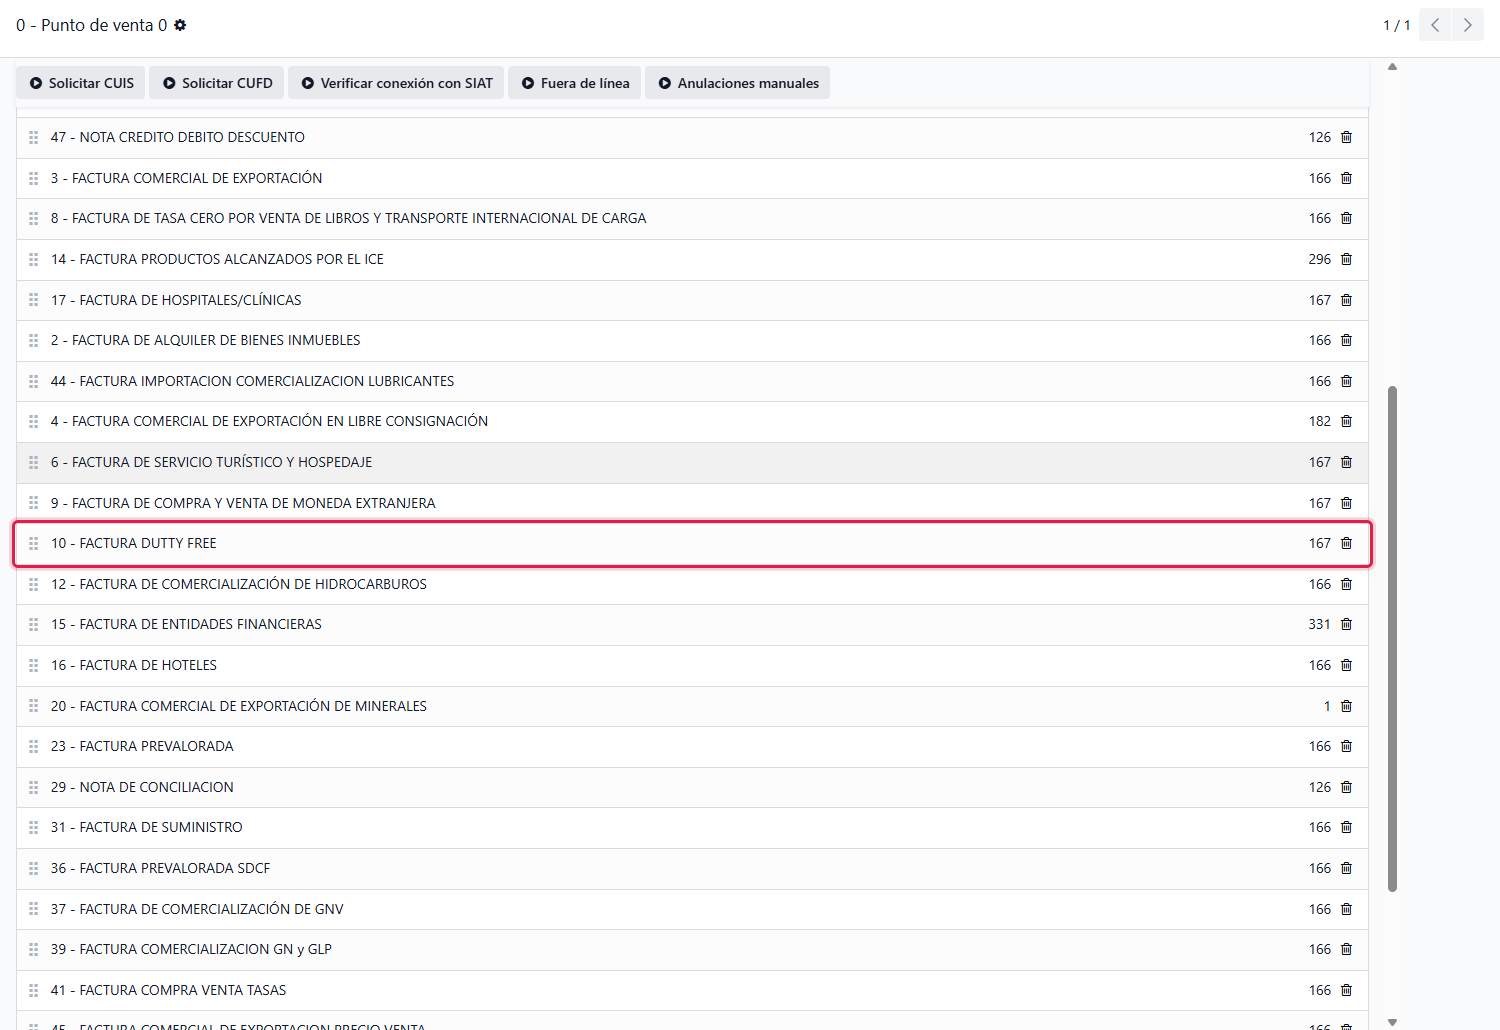 0 - Punto de venta 0
1 / 1
Solicitar CUIS Solicitar CUFD Verificar conexión con SIAT Fuera de línea Anulaciones manuales
47 - NOTA CREDITO DEBITO DESCUENTO 126
3 - FACTURA COMERCIAL DE EXPORTACIÓN 166
8 - FACTURA DE TASA CERO POR VENTA DE LIBROS Y TRANSPORTE INTERNACIONAL DE CARGA 166
14 - FACTURA PRODUCTOS ALCANZADOS POR EL ICE 296
17 - FACTURA DE HOSPITALES/CLÍNICAS 167
2 - FACTURA DE ALQUILER DE BIENES INMUEBLES 166
44 - FACTURA IMPORTACION COMERCIALIZACION LUBRICANTES 166
4 - FACTURA COMERCIAL DE EXPORTACIÓN EN LIBRE CONSIGNACIÓN 182
6 - FACTURA DE SERVICIO TURÍSTICO Y HOSPEDAJE 167
9 - FACTURA DE COMPRA Y VENTA DE MONEDA EXTRANJERA 167
10 - FACTURA DUTTY FREE 167
12 - FACTURA DE COMERCIALIZACIÓN DE HIDROCARBUROS 166
15 - FACTURA DE ENTIDADES FINANCIERAS 331
16 - FACTURA DE HOTELES 166
20 - FACTURA COMERCIAL DE EXPORTACIÓN DE MINERALES 1
23 - FACTURA PREVALORADA 166
29 - NOTA DE CONCILIACION 126
31 - FACTURA DE SUMINISTRO 166
36 - FACTURA PREVALORADA SDCF 166
37 - FACTURA DE COMERCIALIZACIÓN DE GNV 166
39 - FACTURA COMERCIALIZACION GN y GLP 166
41 - FACTURA COMPRA VENTA TASAS 166
45 - FACTURA COMERCIAL DE EXPORTACION PRECIO VENTA 166